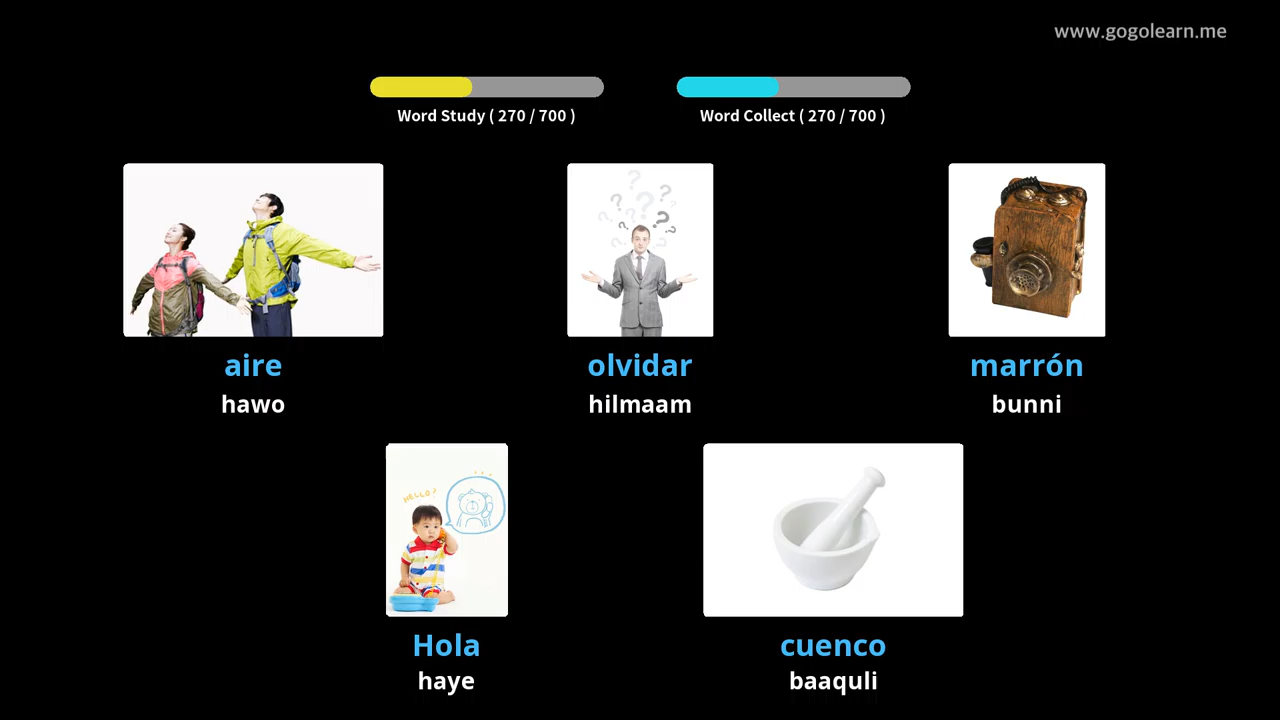 www.gogolearn.me
Word Study ( 270 / 700 )
Word Collect ( 270 / 700 )
aire
hawo
olvidar
hilmaam
marrón
bunni
HELLO?
Hola
haye
cuenco
baaquli